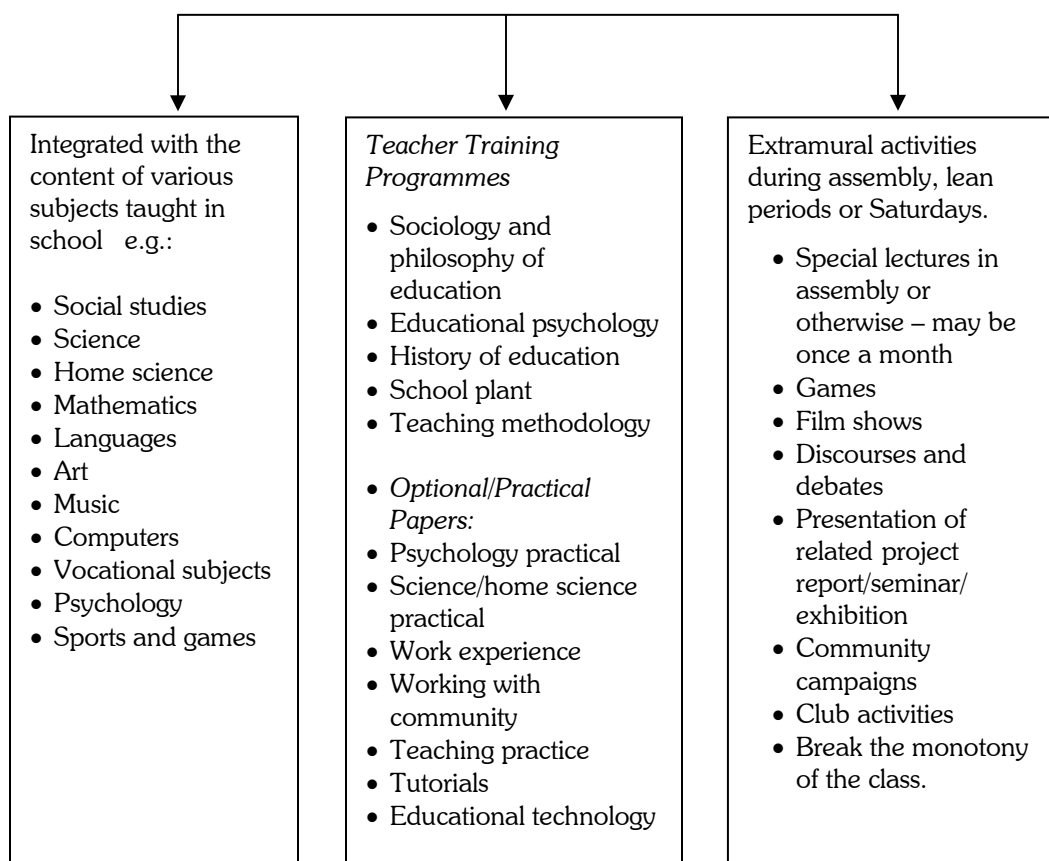 Integrated with the
content of various
subjects taught in
school e.g.:
• Social studies
• Science
• Home science
• Mathematics
• Languages
• Art
• Music
• Computers
• Vocational subjects
• Psychology
• Sports and games
Teacher Training
Programmes
• Sociology and
philosophy of
education
• Educational psychology
• History of education
• School plant
• Teaching methodology
• Optional/Practical
Papers:
• Psychology practical
• Science/home science
practical
• Work experience
• Working with
community
• Teaching practice
• Tutorials
• Educational technology
Extramural activities
during assembly, lean
periods or Saturdays.
• Special lectures in
assembly or
otherwise – may be
once a month
• Games
• Film shows
• Discourses and
debates
• Presentation of
related project
report/seminar/
exhibition
• Community
campaigns
• Club activities
• Break the monotony
of the class.